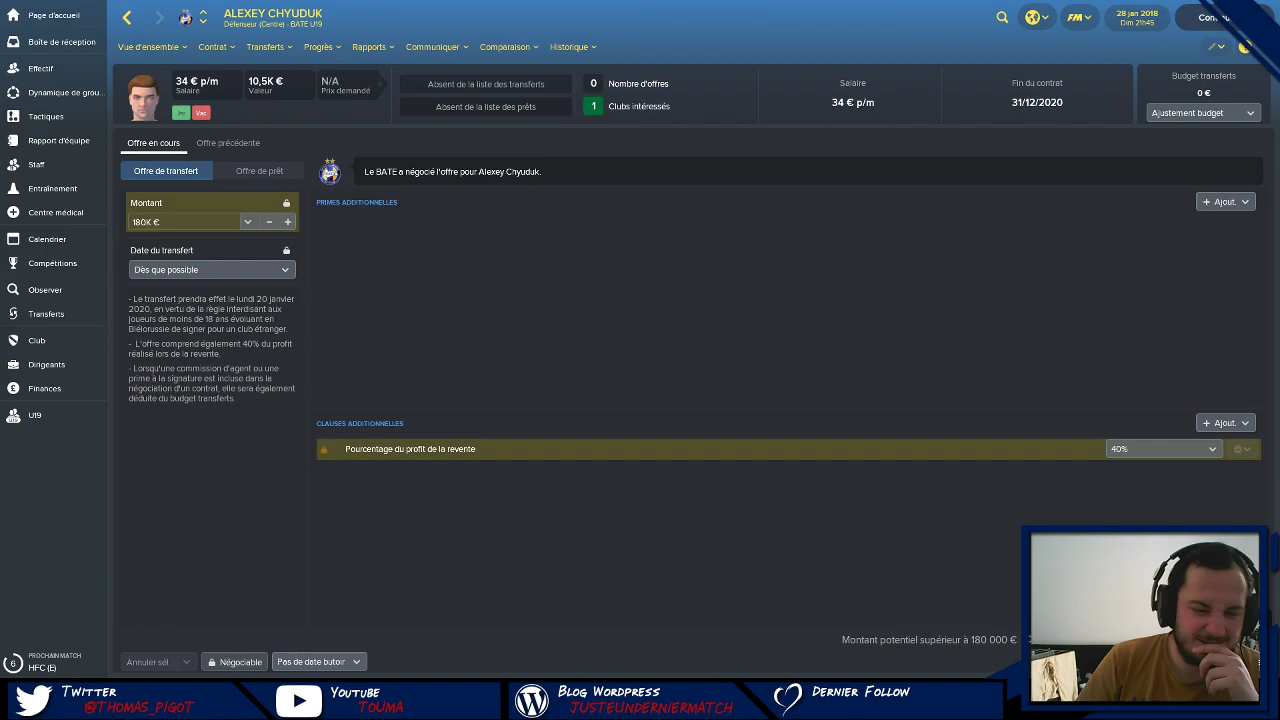 Page d'accueil
Boîte de réception
Effectif
Dynamique de grou...
Tactiques
Rapport d'équipe
Staff
Entraînement
Centre médical
Calendrier
Compétitions
Observer
Transferts
Club
Dirigeants
Finances
U19
PROCHAIN MATCH
6
HFC (E)
ALEXEY CHYUDUK
Défenseur (Centre) - BATE U19
FM
28 jan 2018
Dim 21h45
Vue d'ensemble
Contrat
Transferts
Progrès
Rapports
Communiquer
Comparaison
Historique
34 € p/m
Salaire
10,5K €
Valeur
N/A
Prix demandé
Vac
Absent de la liste des transferts
Absent de la liste des prêts
0 Nombre d'offres
1 Clubs intéressés
Salaire
34 € p/m
Fin du contrat
31/12/2020
Budget transferts
0 €
Ajustement budget
Offre en cours
Offre précédente
Offre de transfert
Offre de prêt
Montant
180K €
Date du transfert
Dès que possible
- Le transfert prendra effet le lundi 20 janvier
2020, en vertu de la règle interdisant aux
joueurs de moins de 18 ans évoluant en
Biélorussie de signer pour un club étranger.
- L'offre comprend également 40% du profit
réalisé lors de la revente.
- Lorsqu'une commission d'agent ou une
prime à la signature est incluse dans la
négociation d'un contrat, elle sera également
déduite du budget transferts.
Le BATE a négocié l'offre pour Alexey Chyuduk.
PRIMES ADDITIONNELLES
+ Ajout.
CLAUSES ADDITIONNELLES
+ Ajout.
Pourcentage du profit de la revente
40%
Montant potentiel supérieur à 180 000 €
Annuler sél.
Négociable
Pas de date butoir
Twitter
@Thomas_Pigot
Youtube
Touma
Blog Wordpress
JusteUnDernierMatch
Dernier Follow